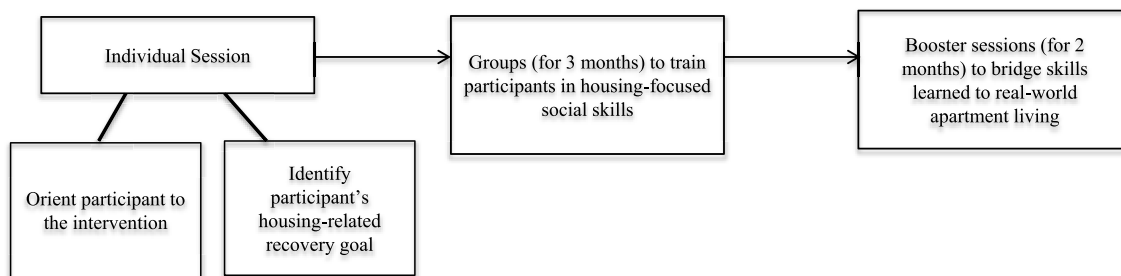 Individual Session
Groups (for 3 months) to train
participants in housing-focused
social skills
Booster sessions (for 2
months) to bridge skills
learned to real-world
apartment living
Orient participant to
the intervention
Identify
participant’s
housing-related
recovery goal